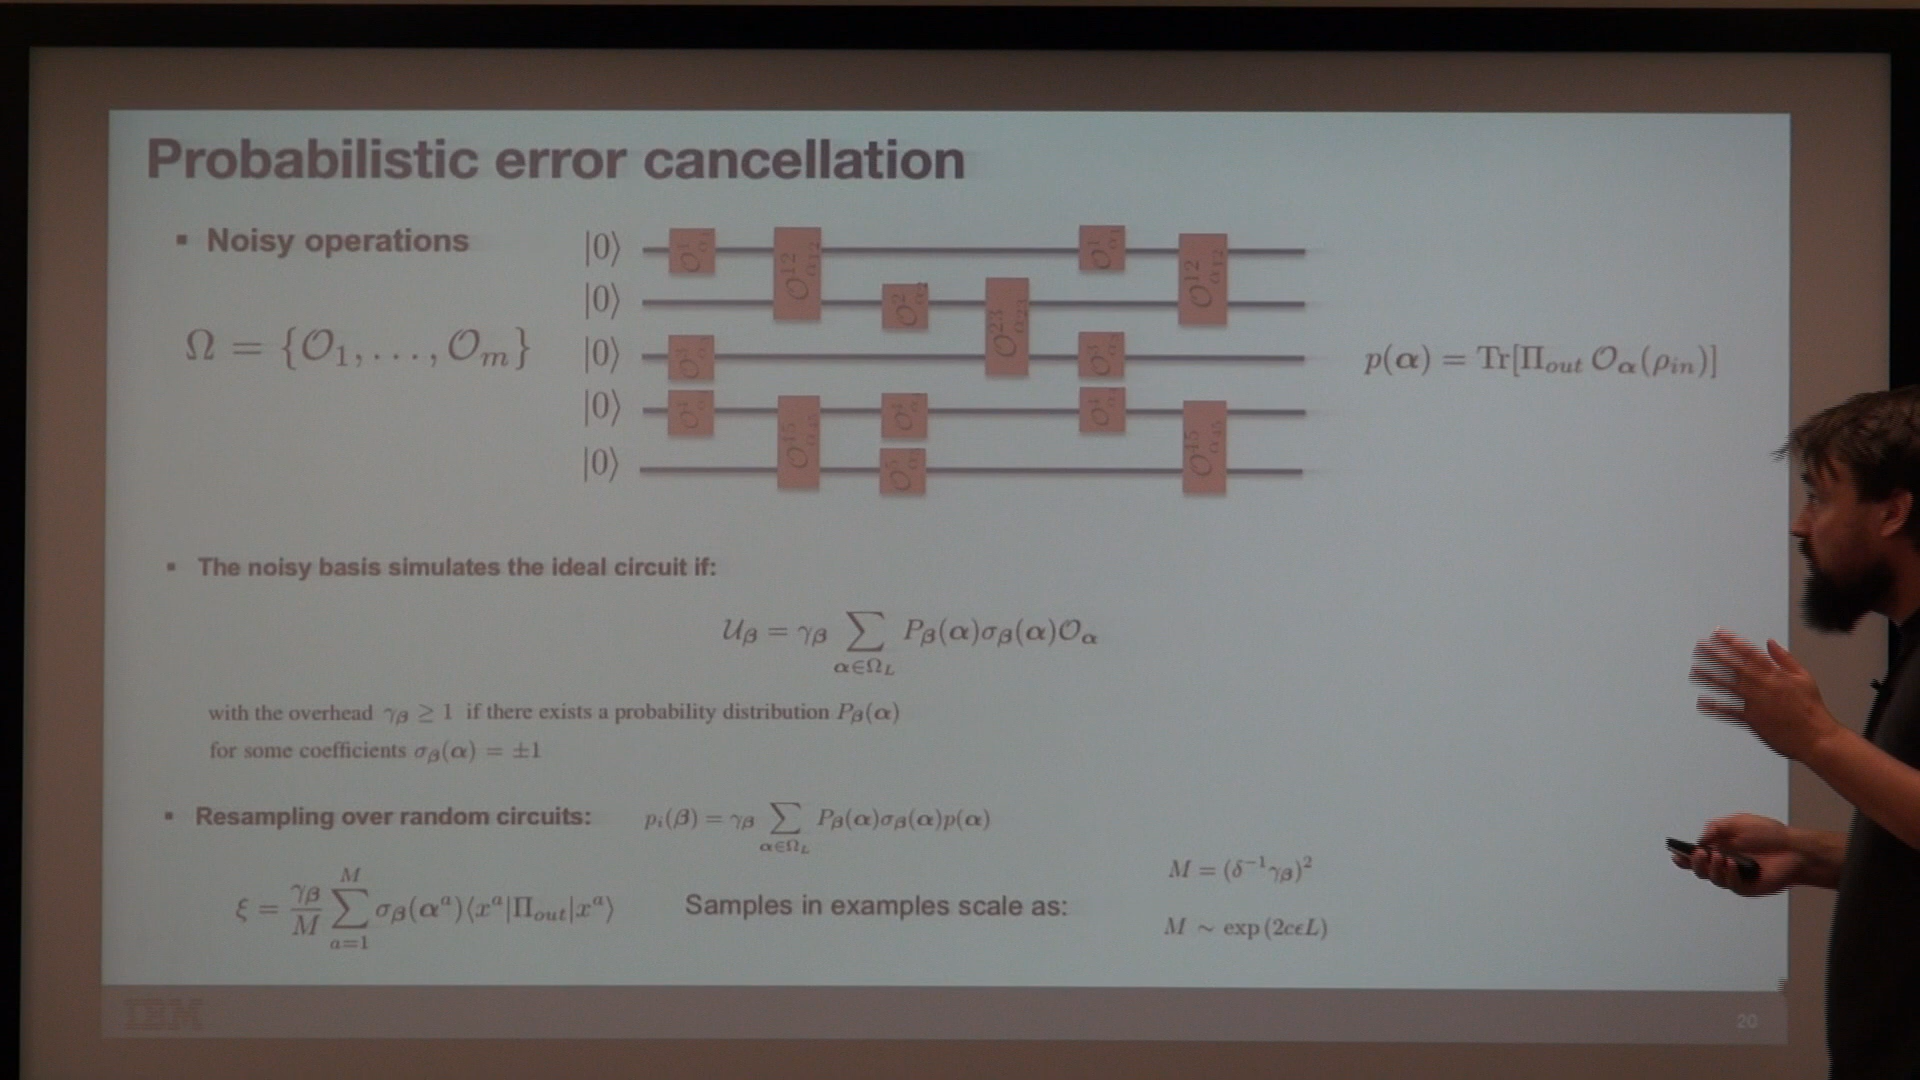 Probabilistic error cancellation
▪ Noisy operations
Ω = {𝒪₁, . . . , 𝒪ₘ}
|0⟩
|0⟩
|0⟩
|0⟩
|0⟩
p(α) = Tr[Π_out 𝒪_α(ρ_in)]
▪ The noisy basis simulates the ideal circuit if:
𝒰_β = γ_β ∑_{α∈Ω_L} P_β(α)σ_β(α)𝒪_α
with the overhead γ_β ≥ 1 if there exists a probability distribution P_β(α)
for some coefficients σ_β(α) = ±1
▪ Resampling over random circuits: p_i(β) = γ_β ∑_{α∈Ω_L} P_β(α)σ_β(α)p(α)
ξ = γ_β/M ∑_{a=1}^{M} σ_β(α^a)⟨x^a|Π_out|x^a⟩
Samples in examples scale as:
M = (δ⁻¹γ_β)²
M ∼ exp(2cεL)
IBM
20